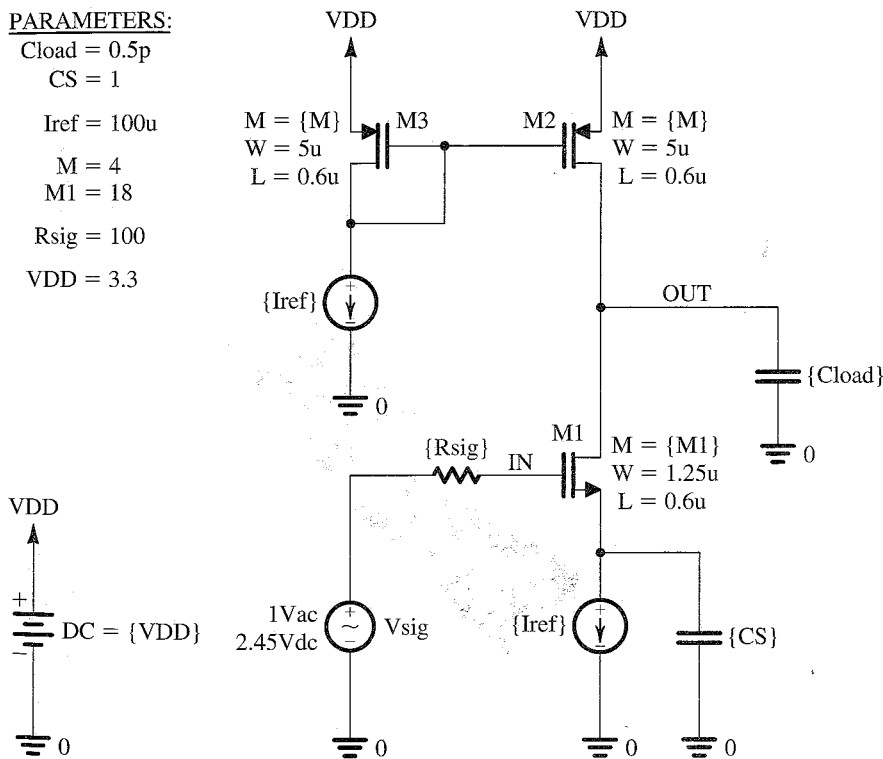 PARAMETERS:
Cload = 0.5p
CS = 1
Iref = 100u
M = 4
M1 = 18
Rsig = 100
VDD = 3.3
VDD
VDD
M = {M}
W = 5u
L = 0.6u
M3
M2
M = {M}
W = 5u
L = 0.6u
{Iref}
+
−
0
OUT
{Cload}
0
{Rsig}
IN
M1
M = {M1}
W = 1.25u
L = 0.6u
VDD
+
−
DC = {VDD}
0
1Vac
2.45Vdc
+
~
−
Vsig
0
{Iref}
+
−
0
{CS}
0